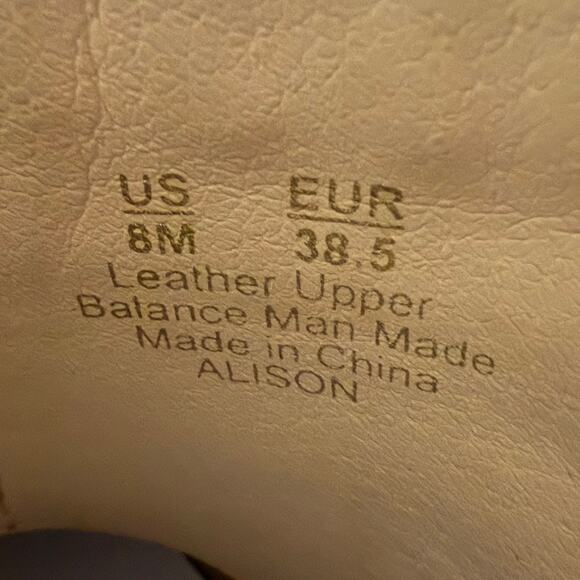 US EUR
8M 38.5
Leather Upper
Balance Man Made
Made in China
ALISON